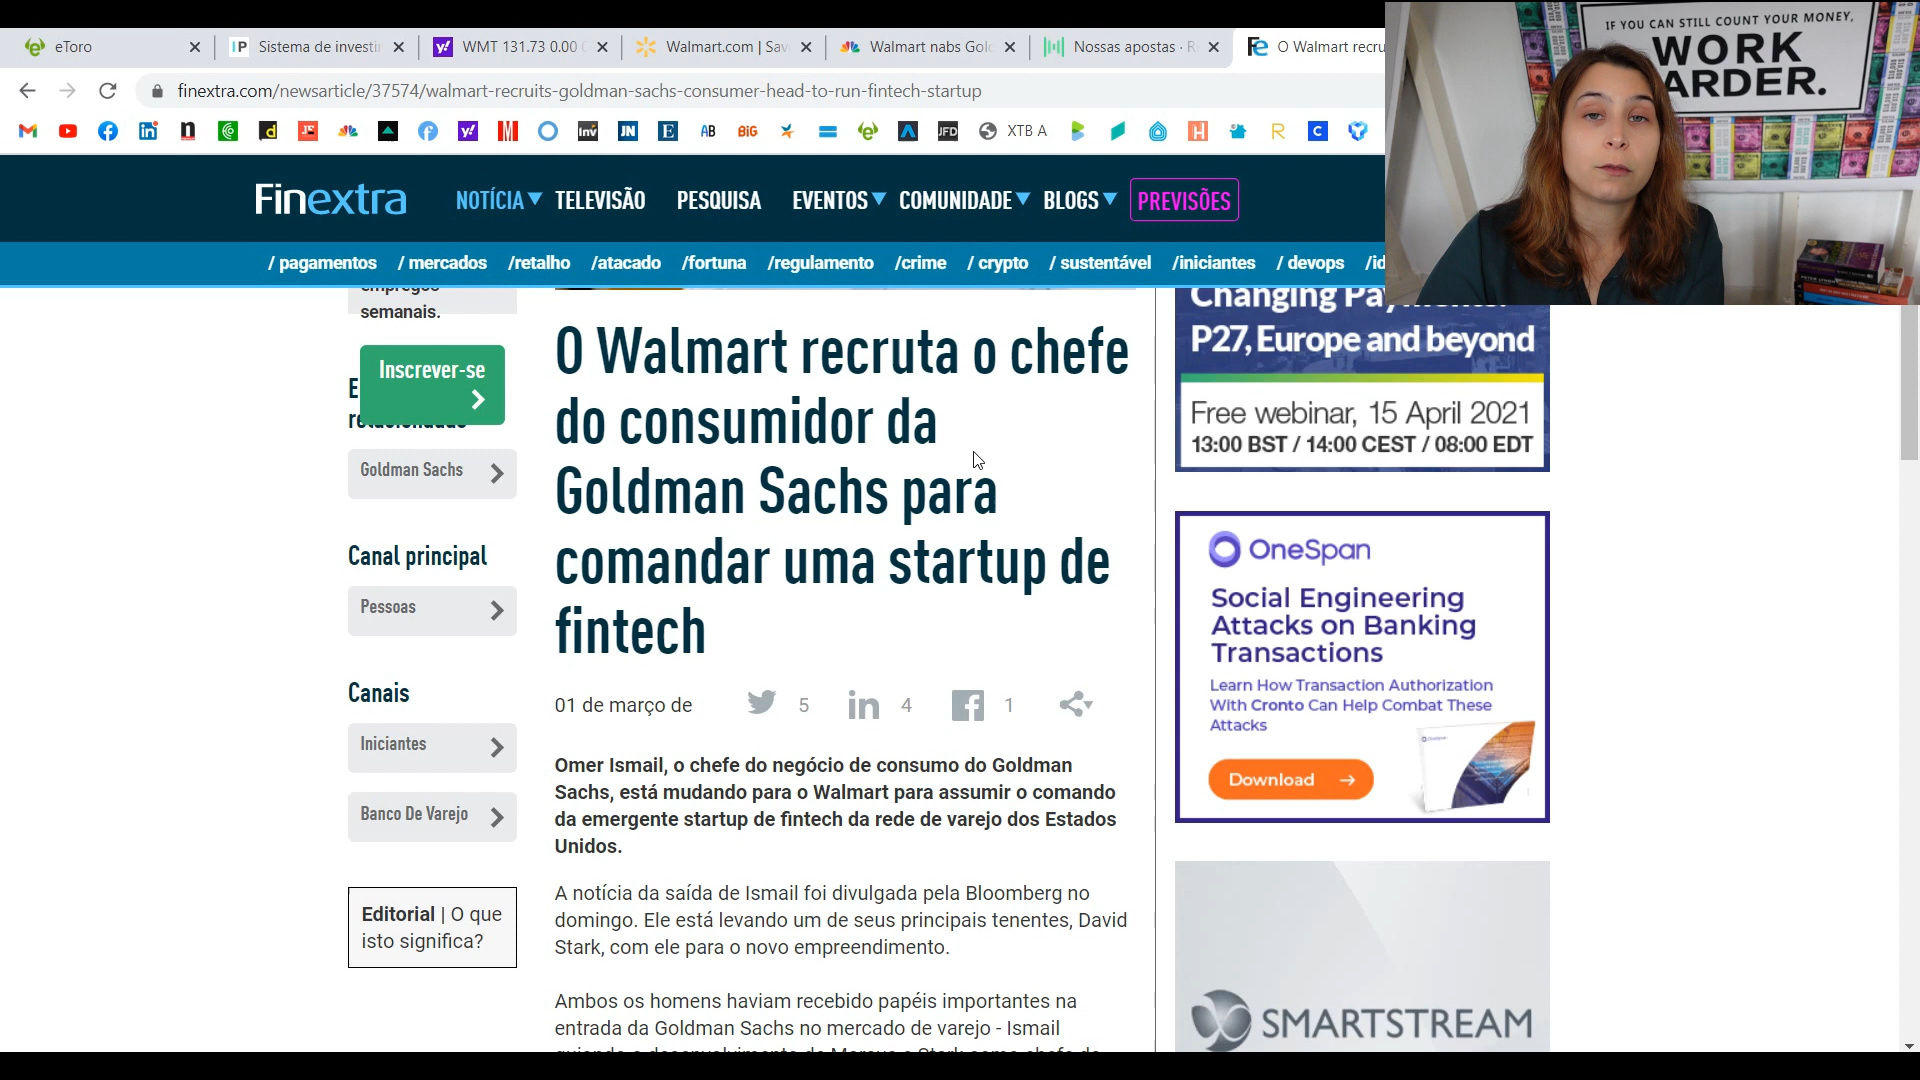 eToro
Sistema de investi
WMT 131.73 0.00
Walmart.com | Sav
Walmart nabs Gol
Nossas apostas · R
O Walmart recru
finextra.com/newsarticle/37574/walmart-recruits-goldman-sachs-consumer-head-to-run-fintech-startup
XTB A
IF YOU CAN STILL COUNT YOUR MONEY,
WORK
ARDER.
Finextra
NOTÍCIA TELEVISÃO PESQUISA EVENTOS COMUNIDADE BLOGS PREVISÕES
/ pagamentos / mercados /retalho /atacado /fortuna /regulamento /crime / crypto / sustentável /iniciantes / devops /id
empregos
semanais.
Inscrever-se
Goldman Sachs
Canal principal
Pessoas
Canais
Iniciantes
Banco De Varejo
Editorial | O que
isto significa?
O Walmart recruta o chefe
do consumidor da
Goldman Sachs para
comandar uma startup de
fintech
01 de março de
5
4
1
Omer Ismail, o chefe do negócio de consumo do Goldman
Sachs, está mudando para o Walmart para assumir o comando
da emergente startup de fintech da rede de varejo dos Estados
Unidos.
A notícia da saída de Ismail foi divulgada pela Bloomberg no
domingo. Ele está levando um de seus principais tenentes, David
Stark, com ele para o novo empreendimento.
Ambos os homens haviam recebido papéis importantes na
entrada da Goldman Sachs no mercado de varejo - Ismail
Changing
P27, Europe and beyond
Free webinar, 15 April 2021
13:00 BST / 14:00 CEST / 08:00 EDT
OneSpan
Social Engineering
Attacks on Banking
Transactions
Learn How Transaction Authorization
With Cronto Can Help Combat These
Attacks
Download
SMARTSTREAM